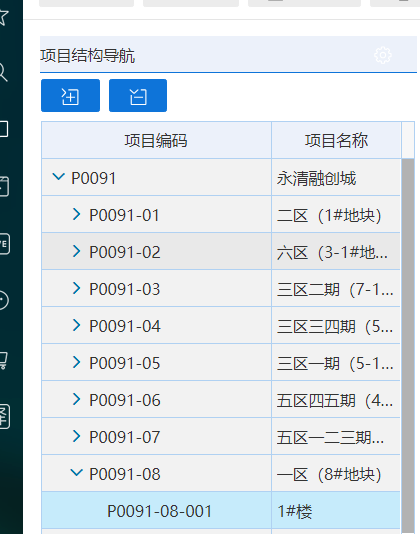 项目结构导航
项目编码 项目名称
P0091 永清融创城
P0091-01 二区（1#地块）
P0091-02 六区（3-1#地...
P0091-03 三区二期（7-1...
P0091-04 三区三四期（5...
P0091-05 三区一期（5-1...
P0091-06 五区四五期（4...
P0091-07 五区一二三期...
P0091-08 一区（8#地块）
P0091-08-001 1#楼